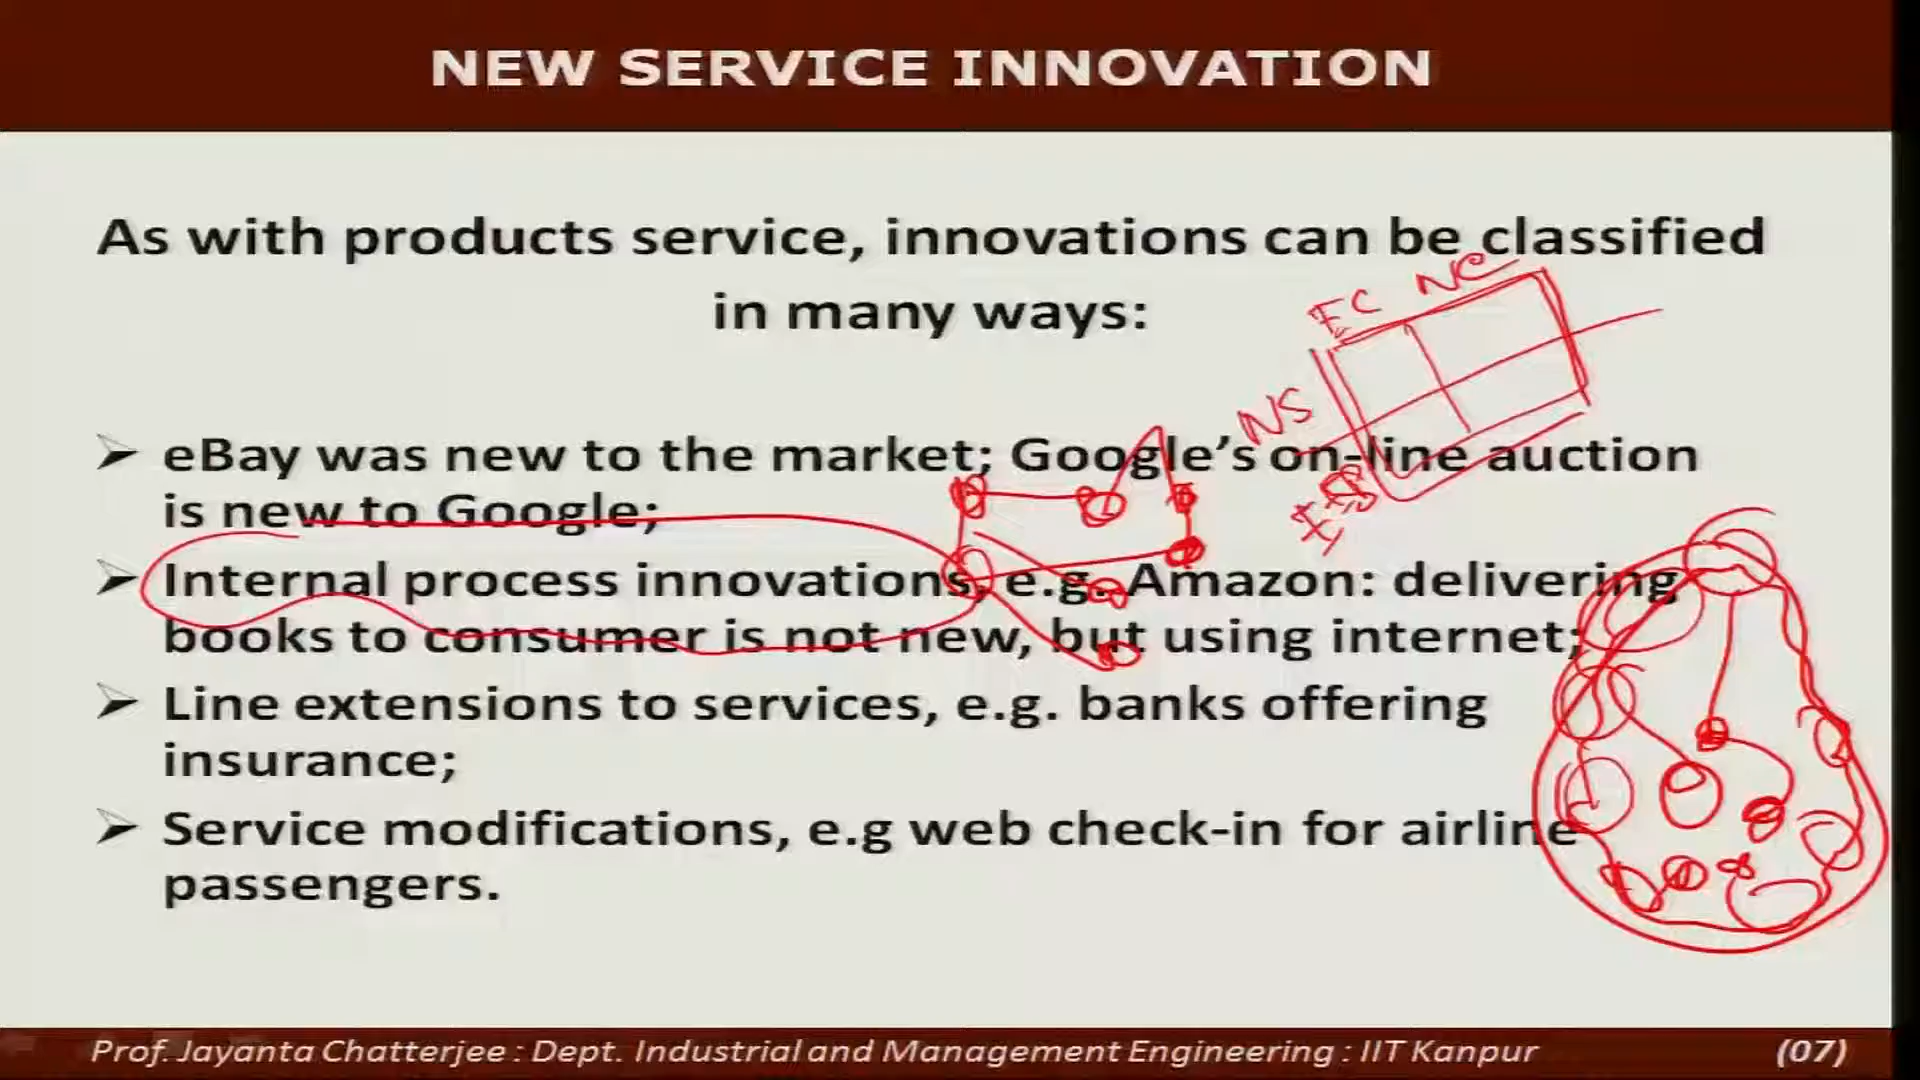 NEW SERVICE INNOVATION
As with products service, innovations can be classified
in many ways:
EC NC
NS
➢ eBay was new to the market; Google's on-line auction
is new to Google;
➢ Internal process innovations, e.g. Amazon: delivering
books to consumer is not new, but using internet;
➢ Line extensions to services, e.g. banks offering
insurance;
➢ Service modifications, e.g web check-in for airline
passengers.
Prof. Jayanta Chatterjee : Dept. Industrial and Management Engineering : IIT Kanpur (07)